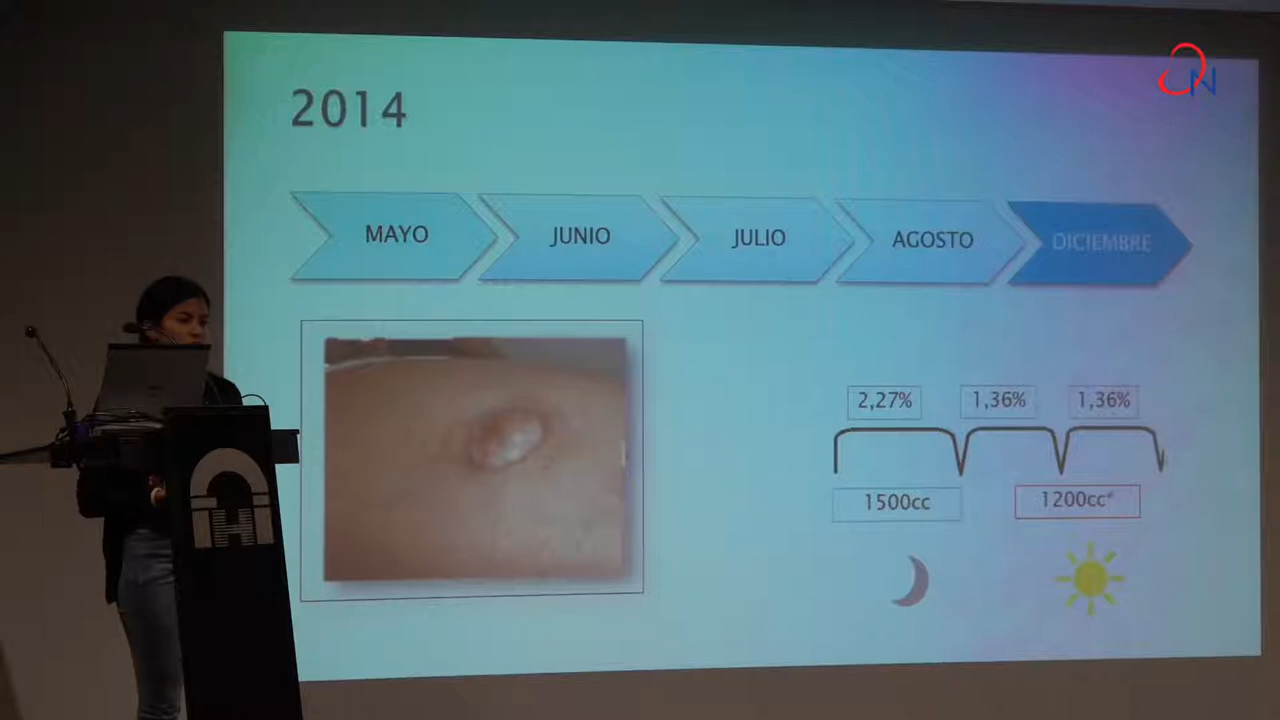 2014
MAYO
JUNIO
JULIO
AGOSTO
DICIEMBRE
2,27%
1,36%
1,36%
1500cc
1200cc*
N